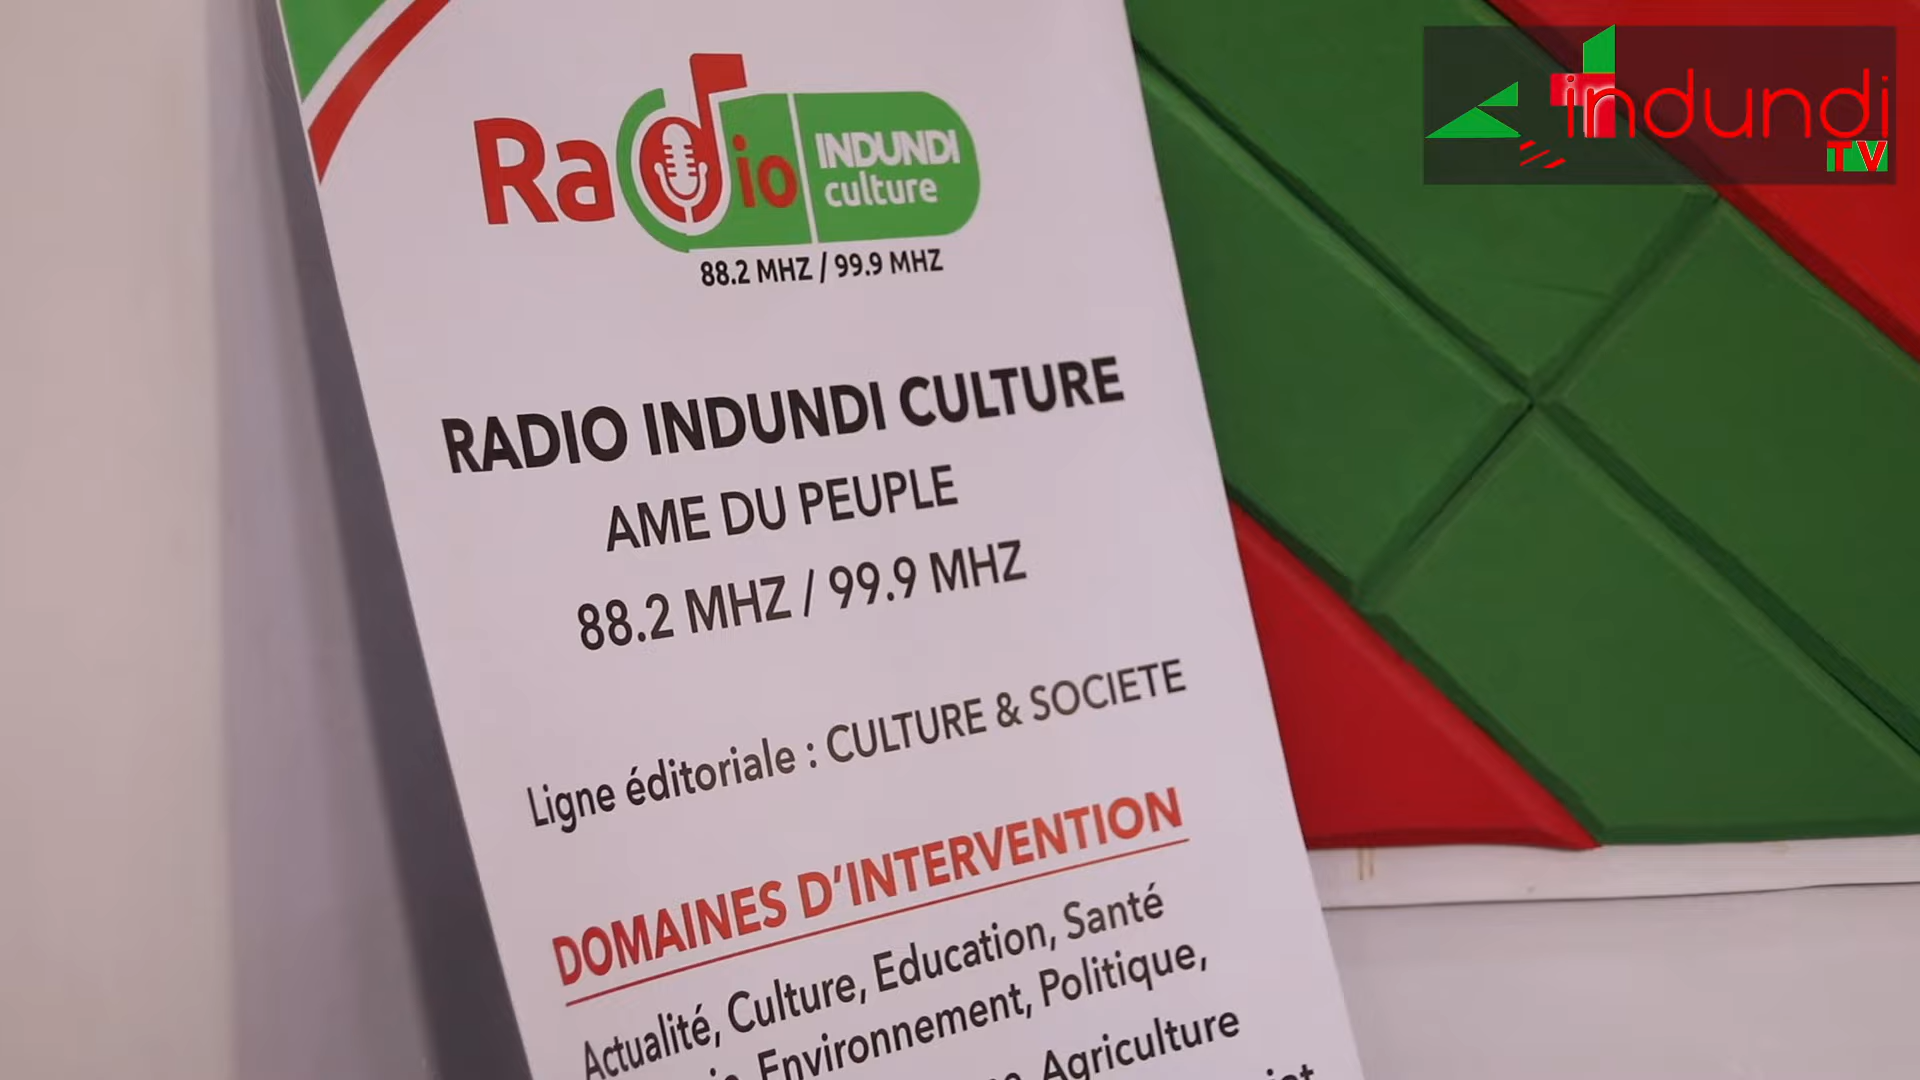 Radio INDUNDI culture
88.2 MHZ / 99.9 MHZ
RADIO INDUNDI CULTURE
AME DU PEUPLE
88.2 MHZ / 99.9 MHZ
Ligne éditoriale : CULTURE & SOCIETE
DOMAINES D’INTERVENTION
Actualité, Culture, Education, Santé
Environnement, Politique,
Agriculture
indundi
TV